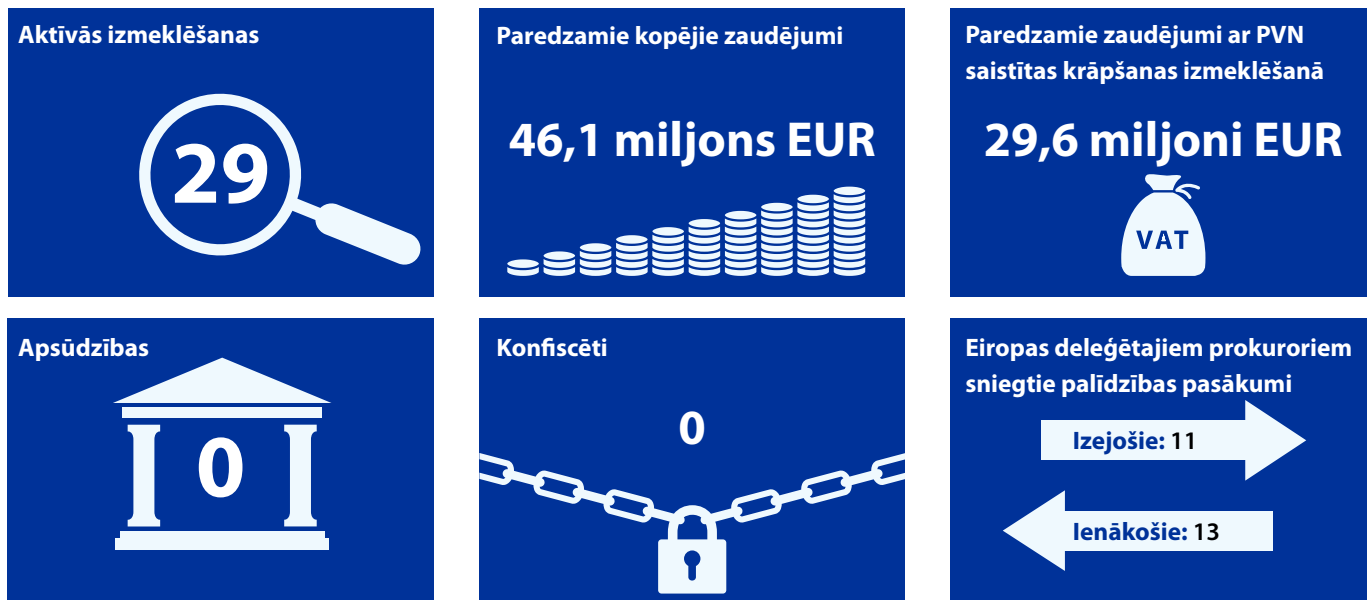 Aktīvās izmeklēšanas
29
Paredzamie kopējie zaudējumi
46,1 miljons EUR
Paredzamie zaudējumi ar PVN
saistītas krāpšanas izmeklēšanā
29,6 miljoni EUR
VAT
Apsūdzības
0
Konfiscēti
0
Eiropas deleģētajiem prokuroriem
sniegtie palīdzības pasākumi
Izejošie: 11
Ienākošie: 13